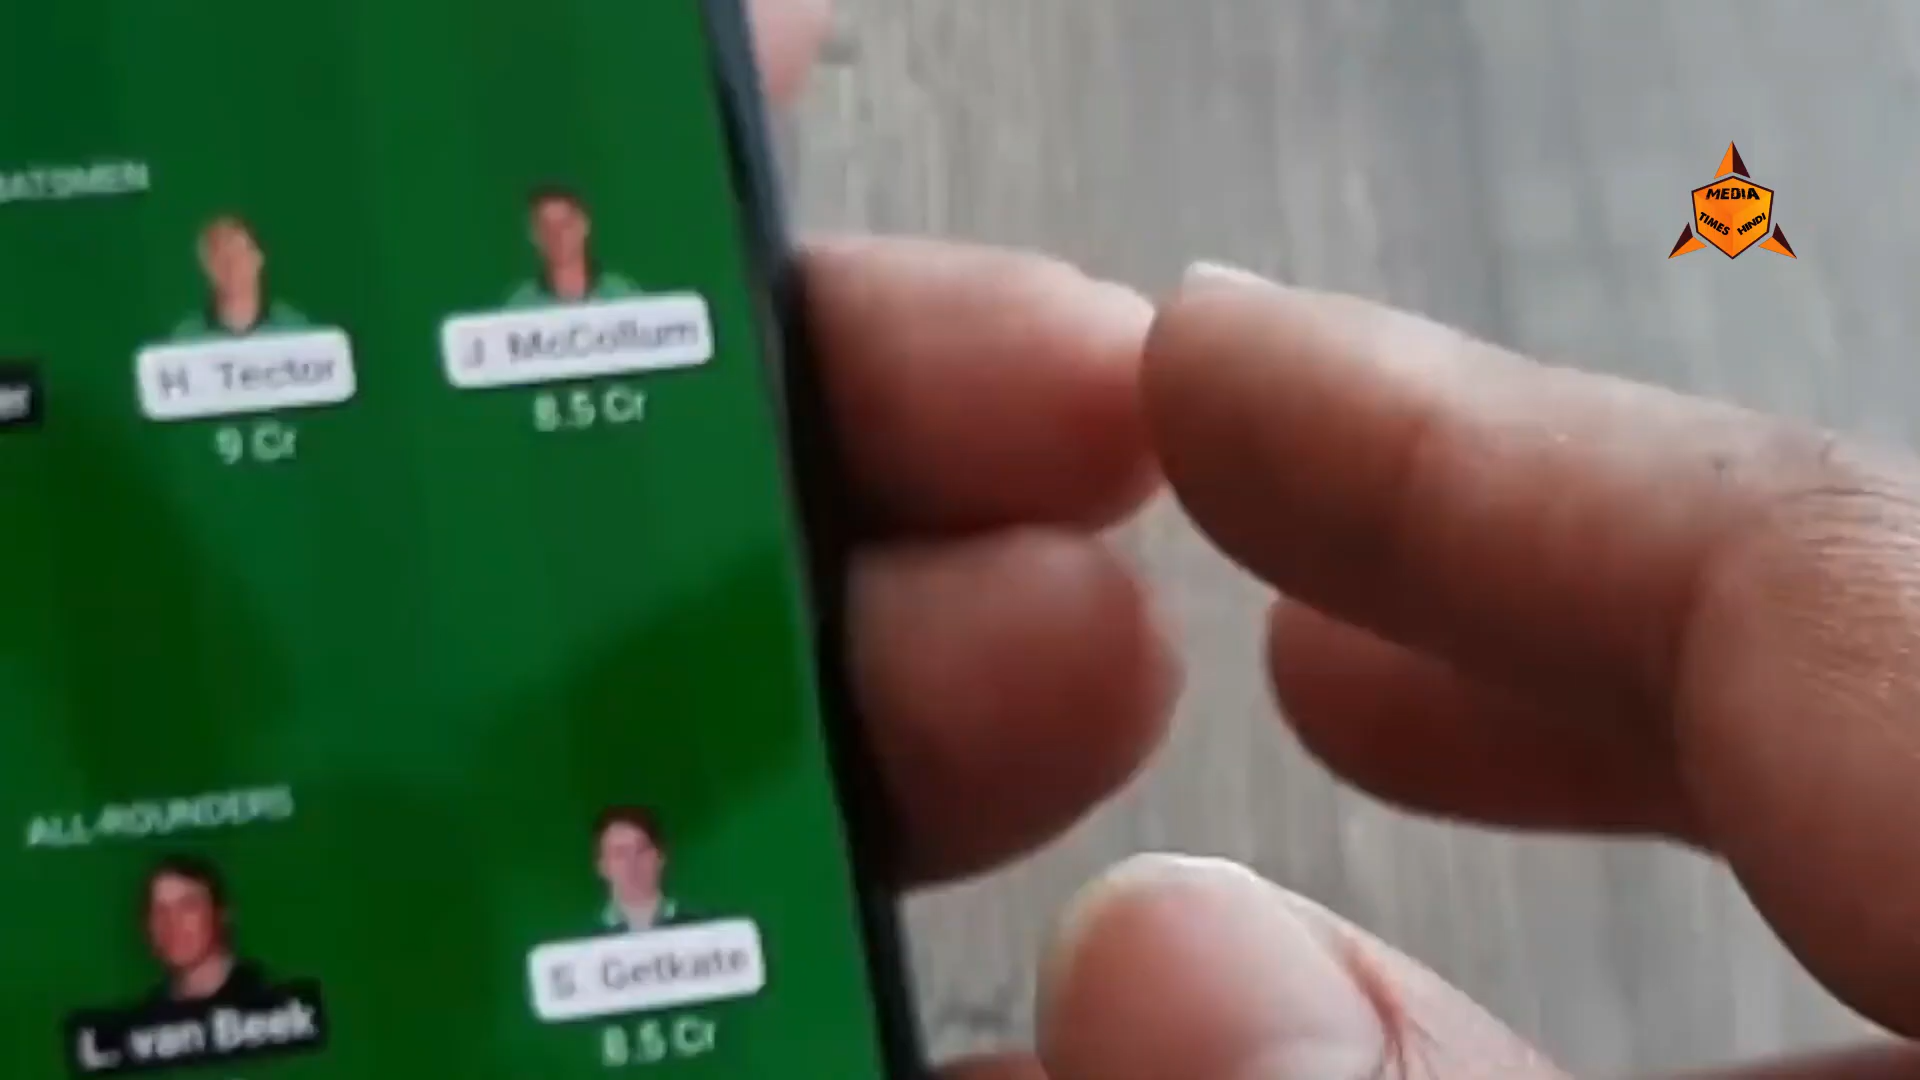 BATSMEN
H. Tector
J. McCollum
9 Cr
8.5 Cr
ALL-ROUNDERS
L. van Beek
S. Getkate
8.5 Cr
MEDIA
TIMES HINDI